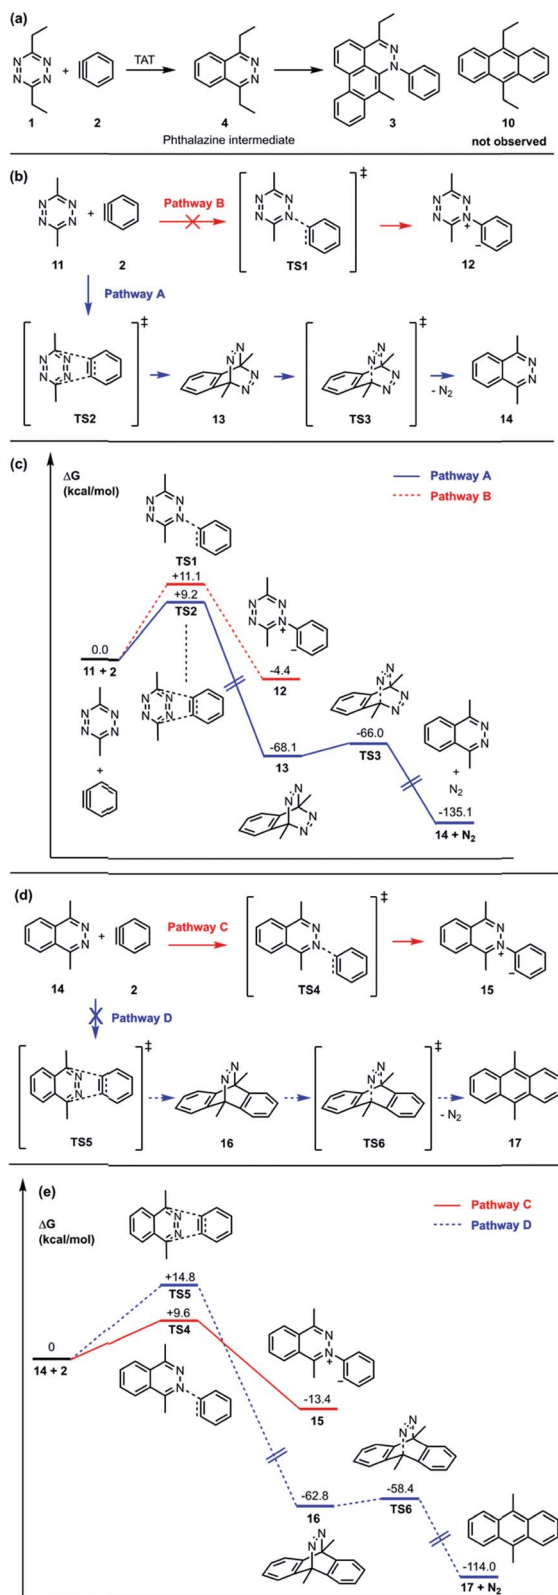 (a)
TAT
+
1
2
4
3
10
Phthalazine intermediate
not observed
(b)
Pathway B
‡
+
11
2
TS1
12
Pathway A
‡
‡
- N2
TS2
13
TS3
14
(c)
ΔG
(kcal/mol)
Pathway A
Pathway B
TS1
+11.1
+9.2
TS2
0.0
11 + 2
-4.4
12
-66.0
TS3
-68.1
13
+
+
N2
-135.1
14 + N2
(d)
Pathway C
‡
+
14
2
TS4
15
Pathway D
‡
‡
- N2
TS5
16
TS6
17
(e)
ΔG
(kcal/mol)
Pathway C
Pathway D
+14.8
TS5
+9.6
TS4
0
14 + 2
-13.4
15
-58.4
TS6
-62.8
16
-114.0
17 + N2